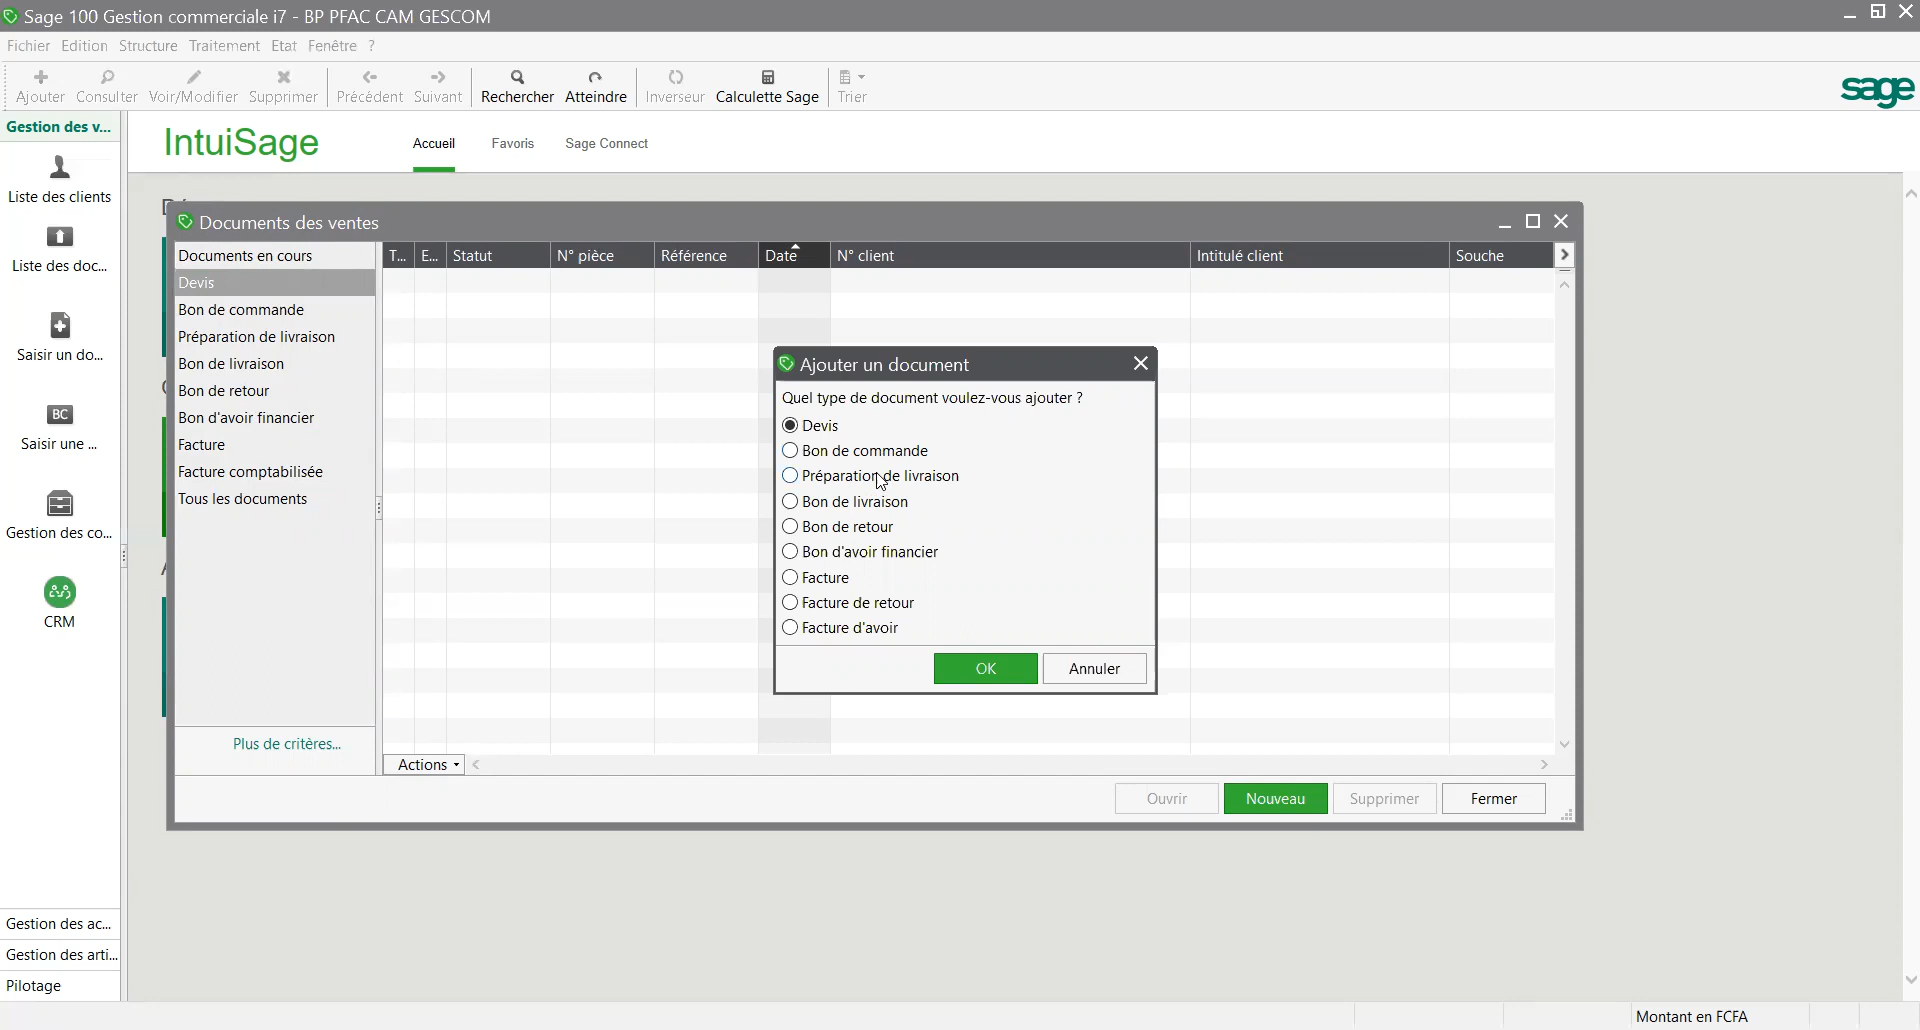 Sage 100 Gestion commerciale i7 - BP PFAC CAM GESCOM
Fichier Edition Structure Traitement Etat Fenêtre ?
Ajouter Consulter Voir/Modifier Supprimer Précédent Suivant Rechercher Atteindre Inverseur Calculette Sage Trier
sage
Gestion des v...
IntuiSage
Accueil Favoris Sage Connect
Liste des clients
Liste des doc...
Saisir un do...
BC
Saisir une ...
Gestion des co...
CRM
Gestion des ac...
Gestion des arti...
Pilotage
Documents des ventes
Documents en cours
Devis
Bon de commande
Préparation de livraison
Bon de livraison
Bon de retour
Bon d'avoir financier
Facture
Facture comptabilisée
Tous les documents
Plus de critères...
T... E... Statut N° pièce Référence Date N° client Intitulé client Souche
Ajouter un document
Quel type de document voulez-vous ajouter ?
Devis
Bon de commande
Préparation de livraison
Bon de livraison
Bon de retour
Bon d'avoir financier
Facture
Facture de retour
Facture d'avoir
OK Annuler
Actions
Ouvrir Nouveau Supprimer Fermer
Montant en FCFA